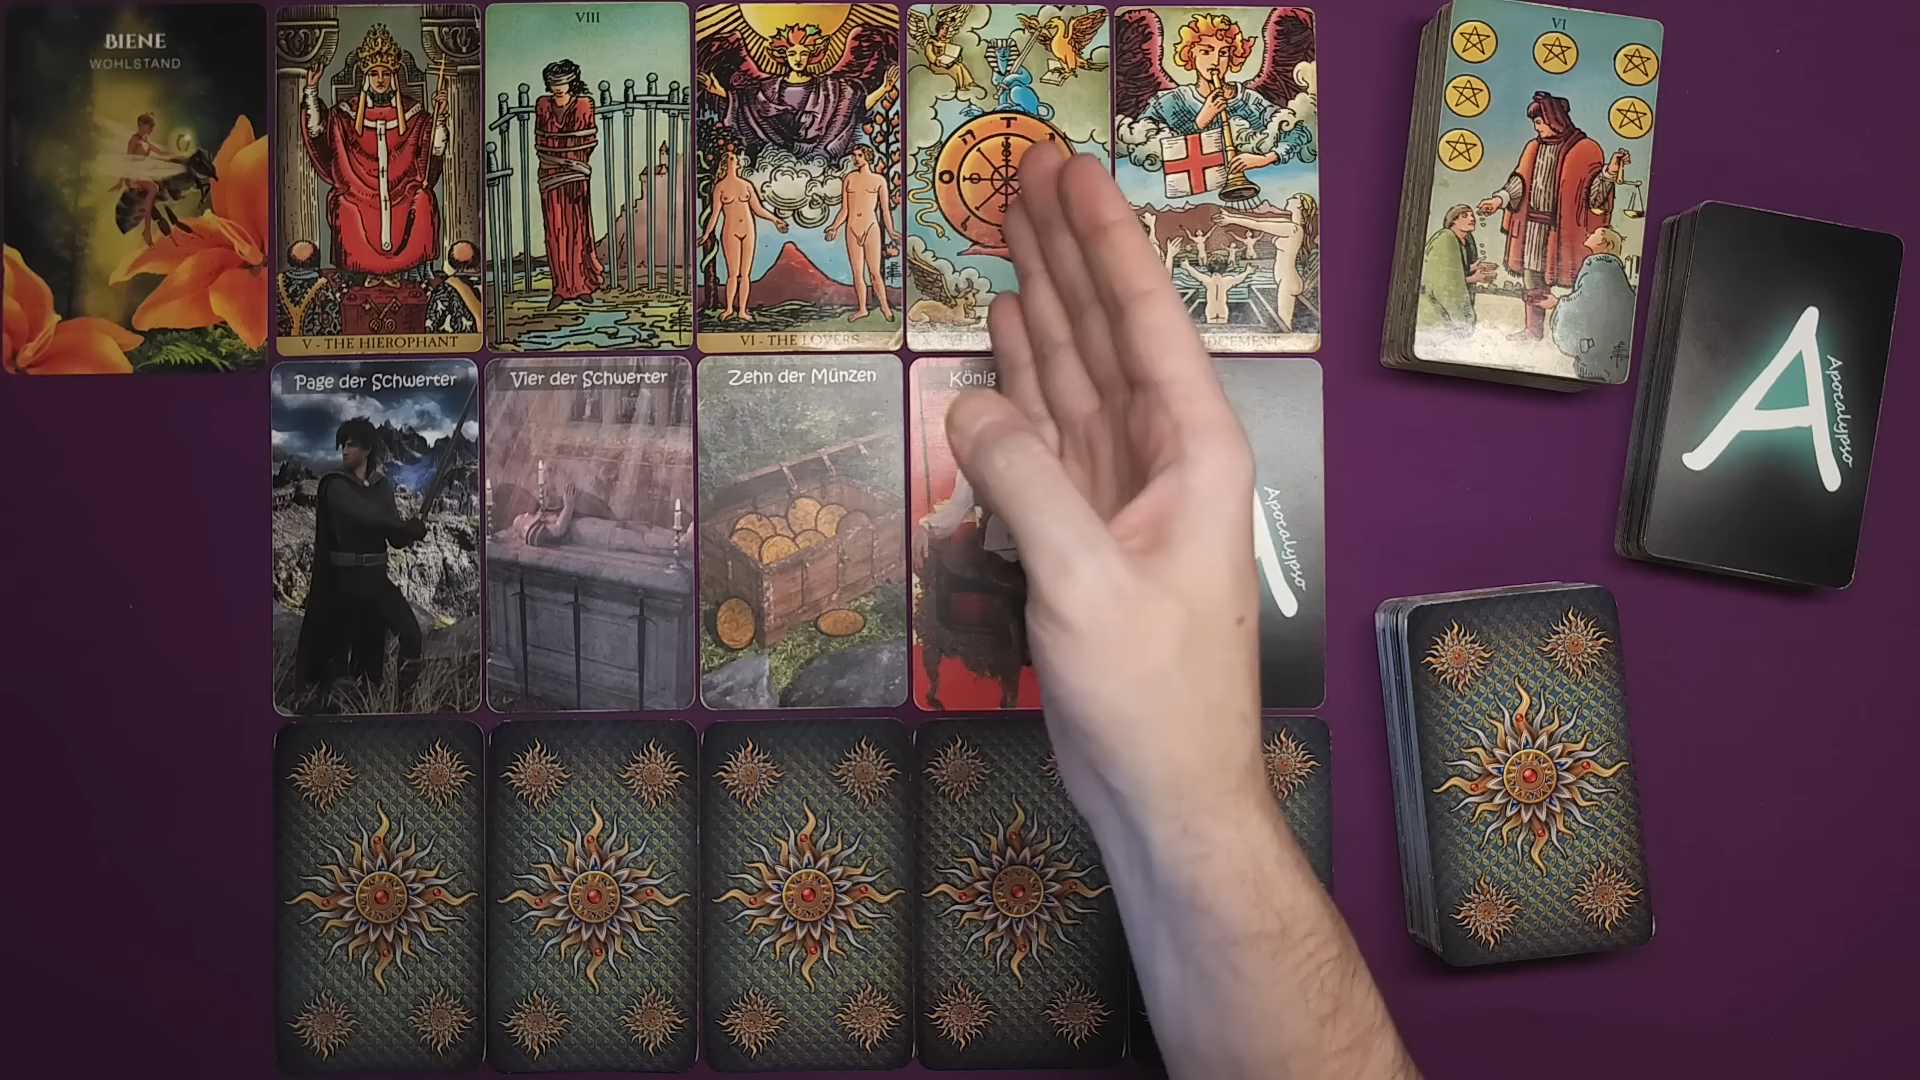 BIENE
WOHLSTAND
V - THE HIEROPHANT
VIII
VI - THE LOVERS
VI
Page der Schwerter
Vier der Schwerter
Zehn der Münzen
König
Apocalypso
A
Apocalypso